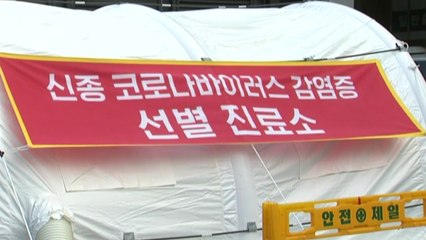 신종 코로나바이러스 감염증
선별 진료소
안전 제일